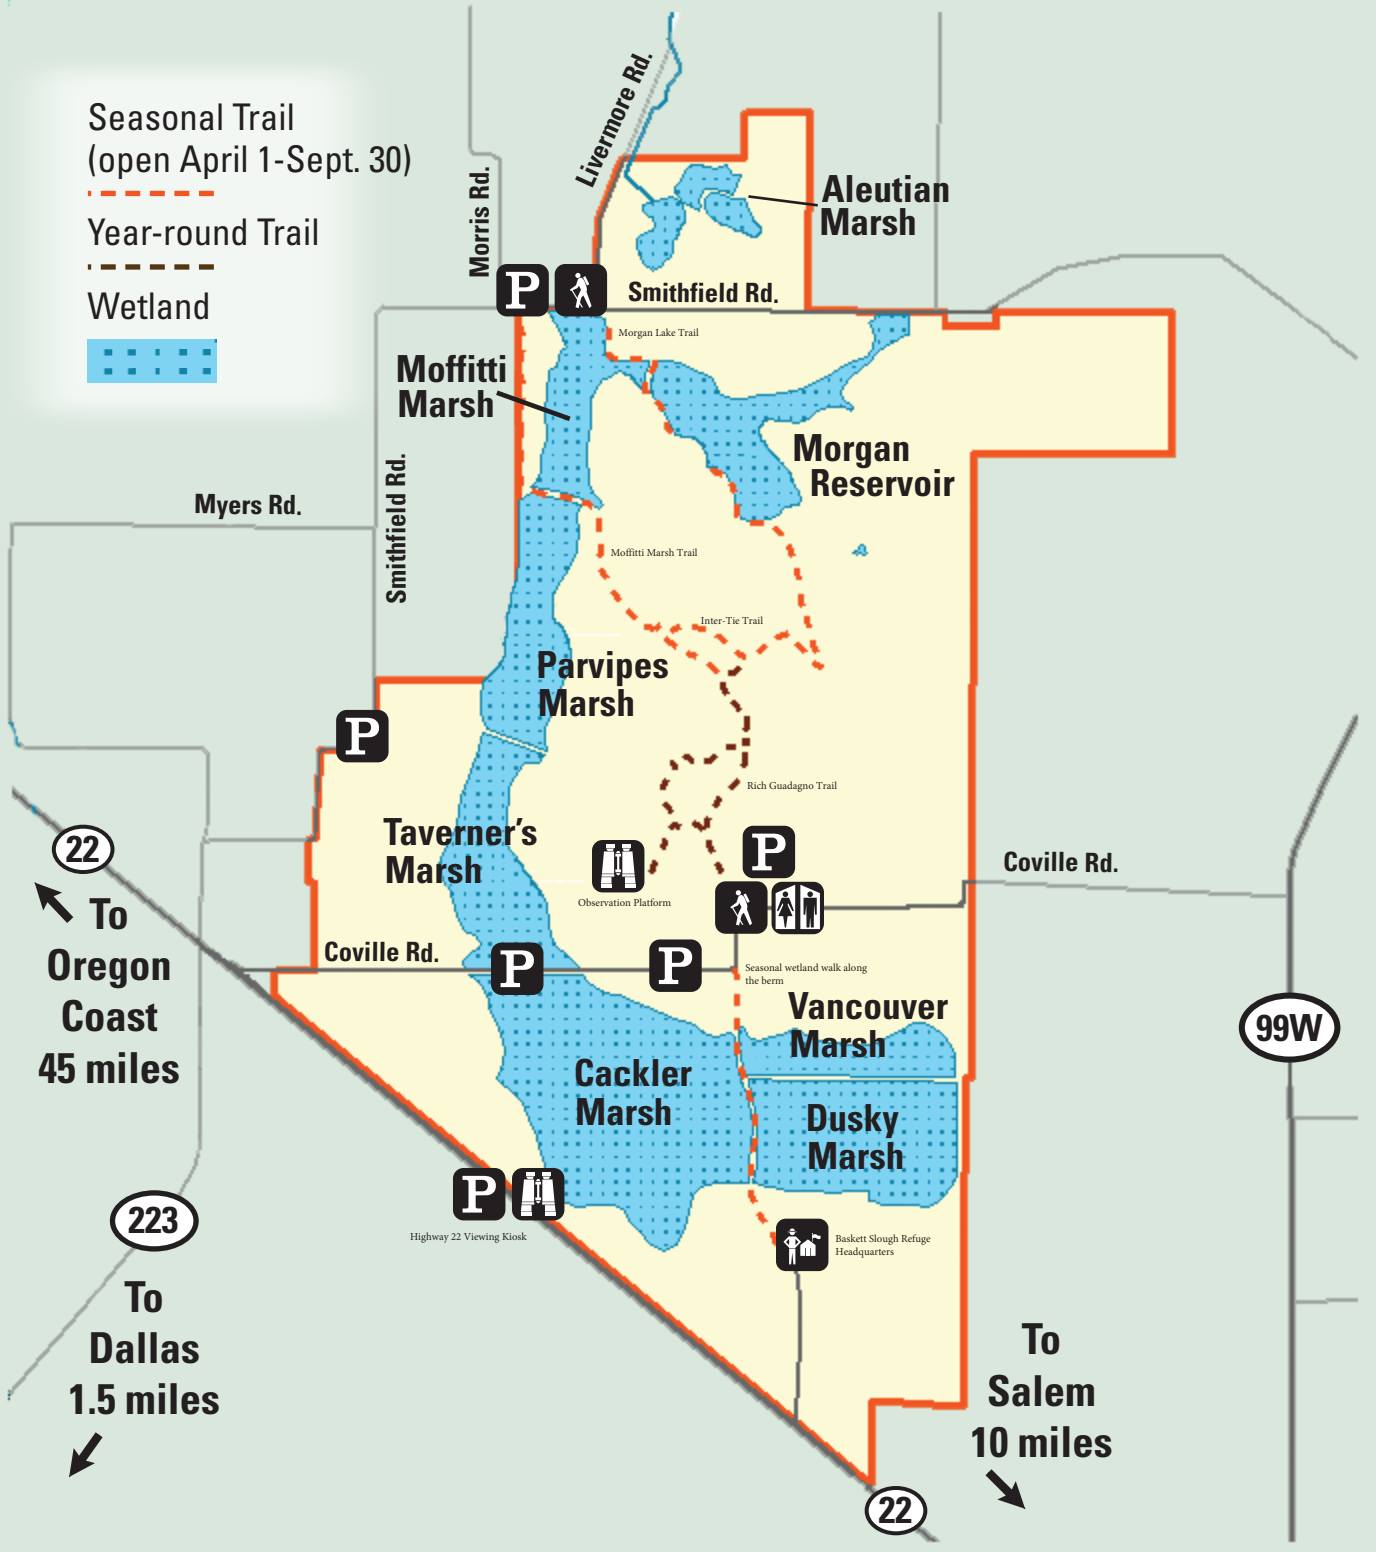 Seasonal Trail
(open April 1-Sept. 30)
Year-round Trail
Wetland
Livermore Rd.
Morris Rd.
Aleutian
Marsh
P
Smithfield Rd.
Morgan Lake Trail
Moffitti
Marsh
Morgan
Reservoir
Myers Rd.
Smithfield Rd.
Moffitti Marsh Trail
Inter-Tie Trail
Parvipes
Marsh
P
Rich Guadagno Trail
Taverner's
Marsh
22
P
Coville Rd.
Observation Platform
To
Oregon
Coast
45 miles
Coville Rd.
P
P
Seasonal wetland walk along
the berm
Vancouver
Marsh
99W
Cackler
Marsh
Dusky
Marsh
P
Highway 22 Viewing Kiosk
223
Baskett Slough Refuge
Headquarters
To
Dallas
1.5 miles
To
Salem
10 miles
22